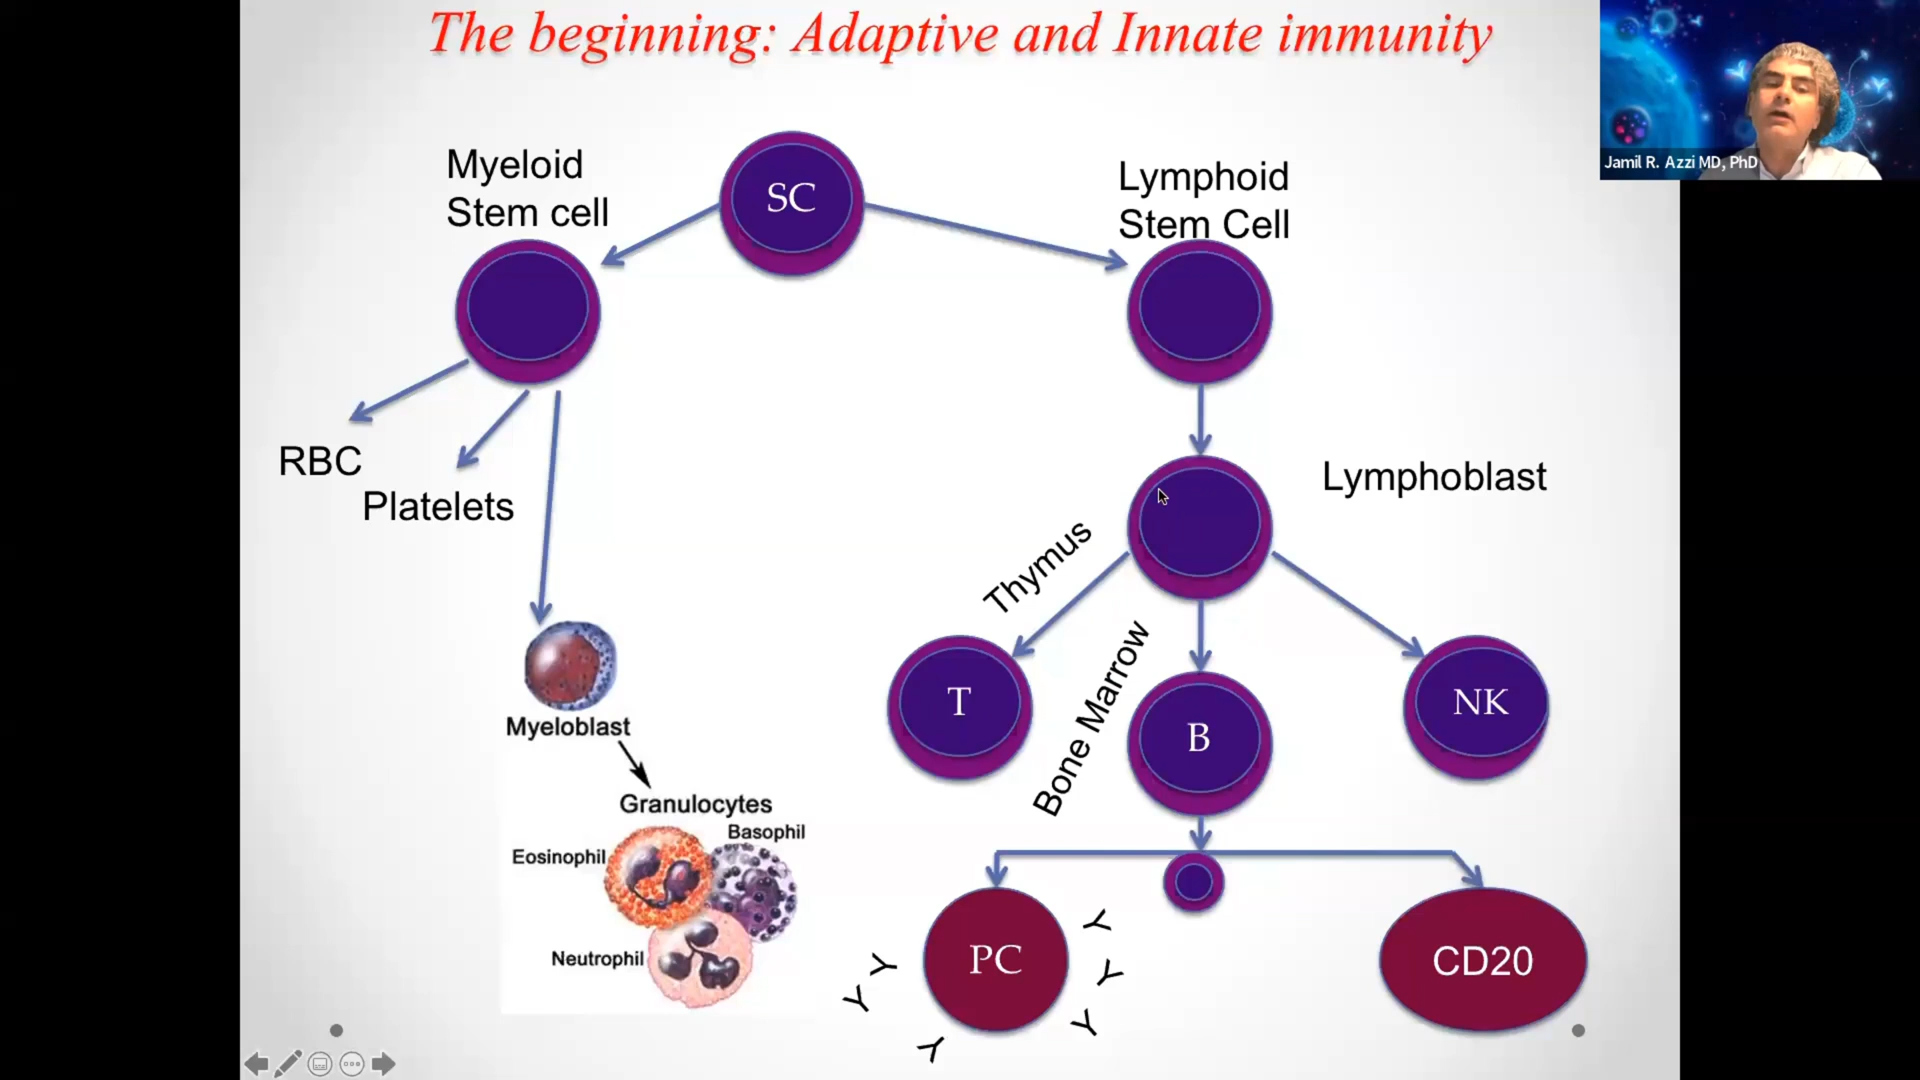 The beginning: Adaptive and Innate immunity
Jamil R. Azzi MD, PhD
Myeloid
Stem cell
SC
Lymphoid
Stem Cell
RBC
Platelets
Lymphoblast
Thymus
Bone Marrow
T
B
NK
Myeloblast
Granulocytes
Basophil
Eosinophil
Neutrophil
PC
CD20